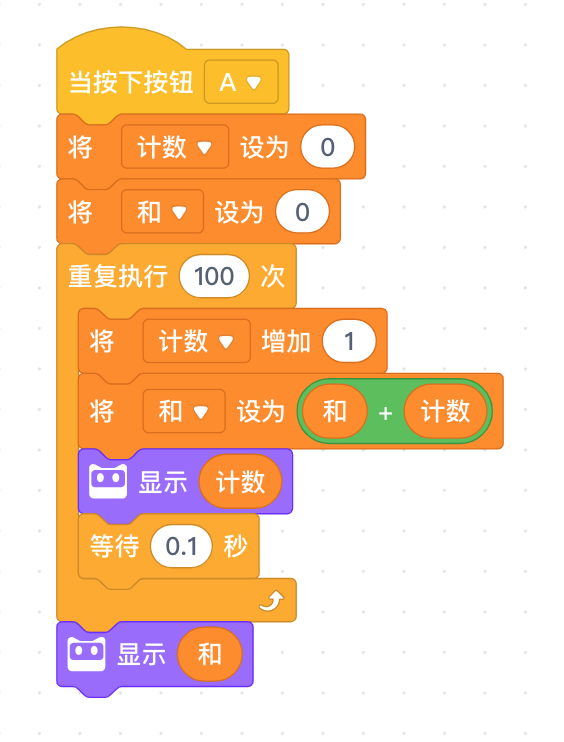 当按下按钮 A
将 计数 设为 0
将 和 设为 0
重复执行 100 次
将 计数 增加 1
将 和 设为 和 + 计数
显示 计数
等待 0.1 秒
显示 和